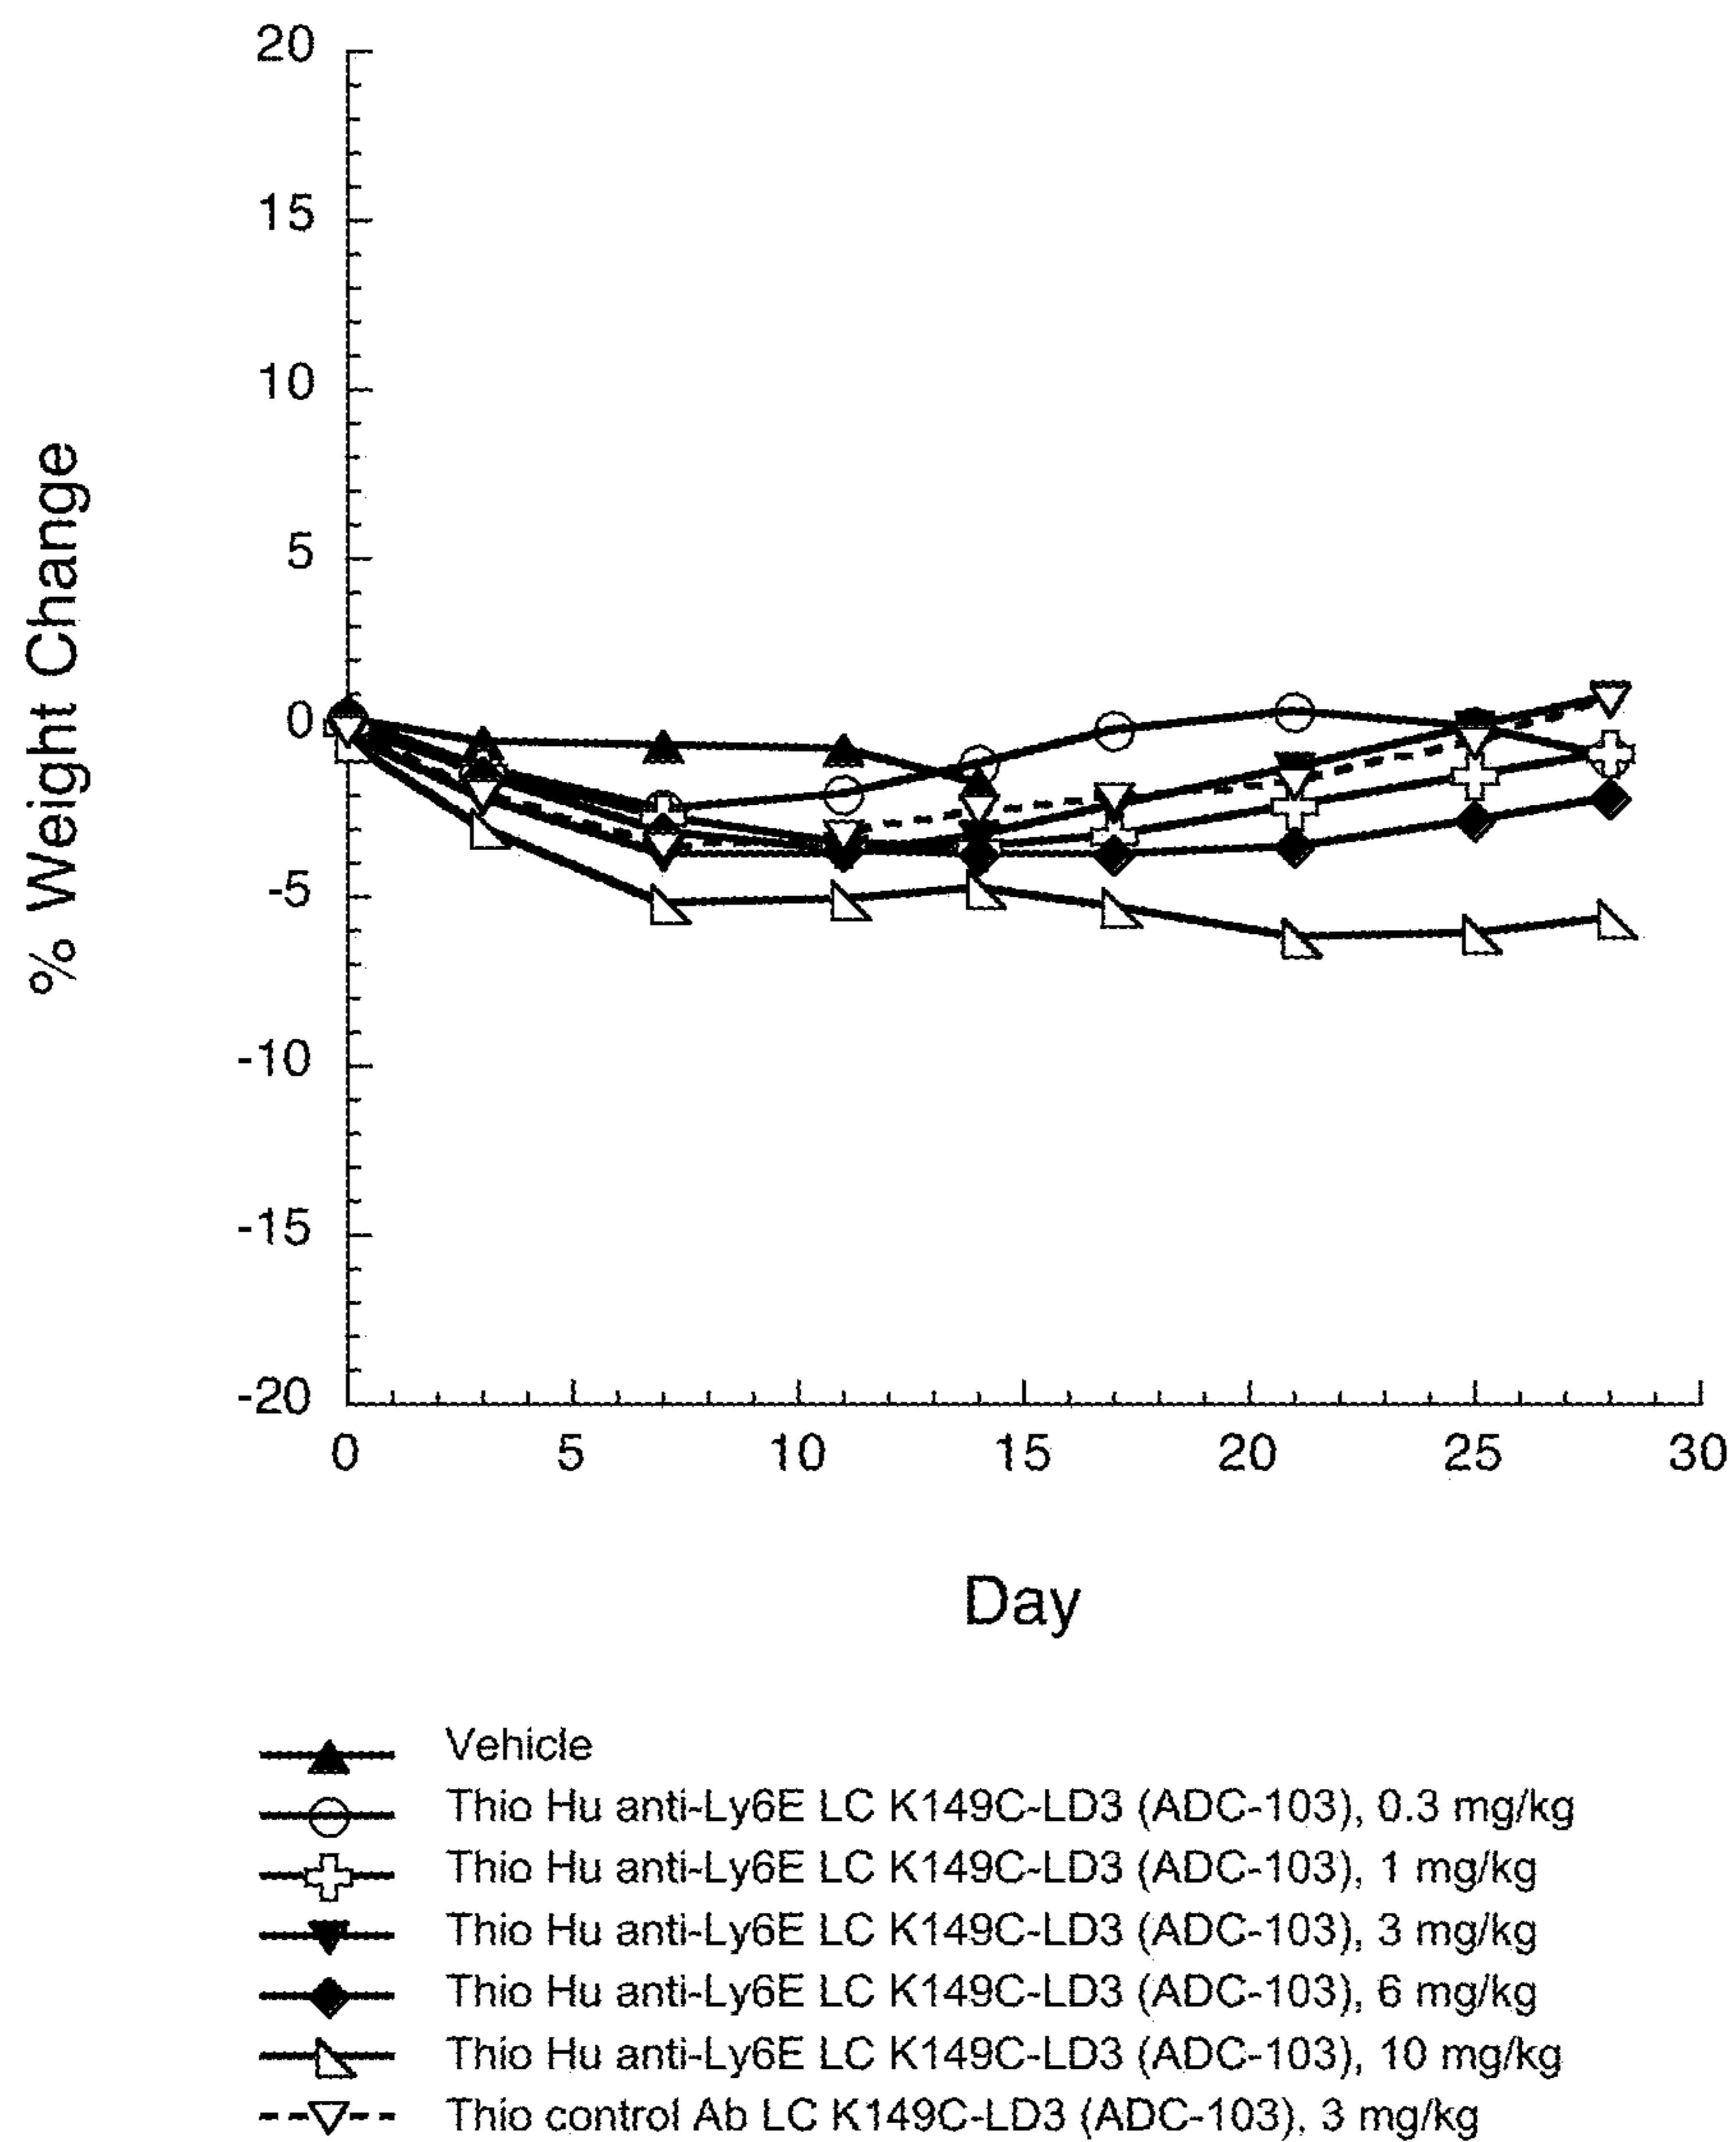 % Weight Change
20
15
10
5
0
-5
-10
-15
-20
0 5 10 15 20 25 30
Day
Vehicle
Thio Hu anti-Ly6E LC K149C-LD3 (ADC-103), 0.3 mg/kg
Thio Hu anti-Ly6E LC K149C-LD3 (ADC-103), 1 mg/kg
Thio Hu anti-Ly6E LC K149C-LD3 (ADC-103), 3 mg/kg
Thio Hu anti-Ly6E LC K149C-LD3 (ADC-103), 6 mg/kg
Thio Hu anti-Ly6E LC K149C-LD3 (ADC-103), 10 mg/kg
Thio control Ab LC K149C-LD3 (ADC-103), 3 mg/kg